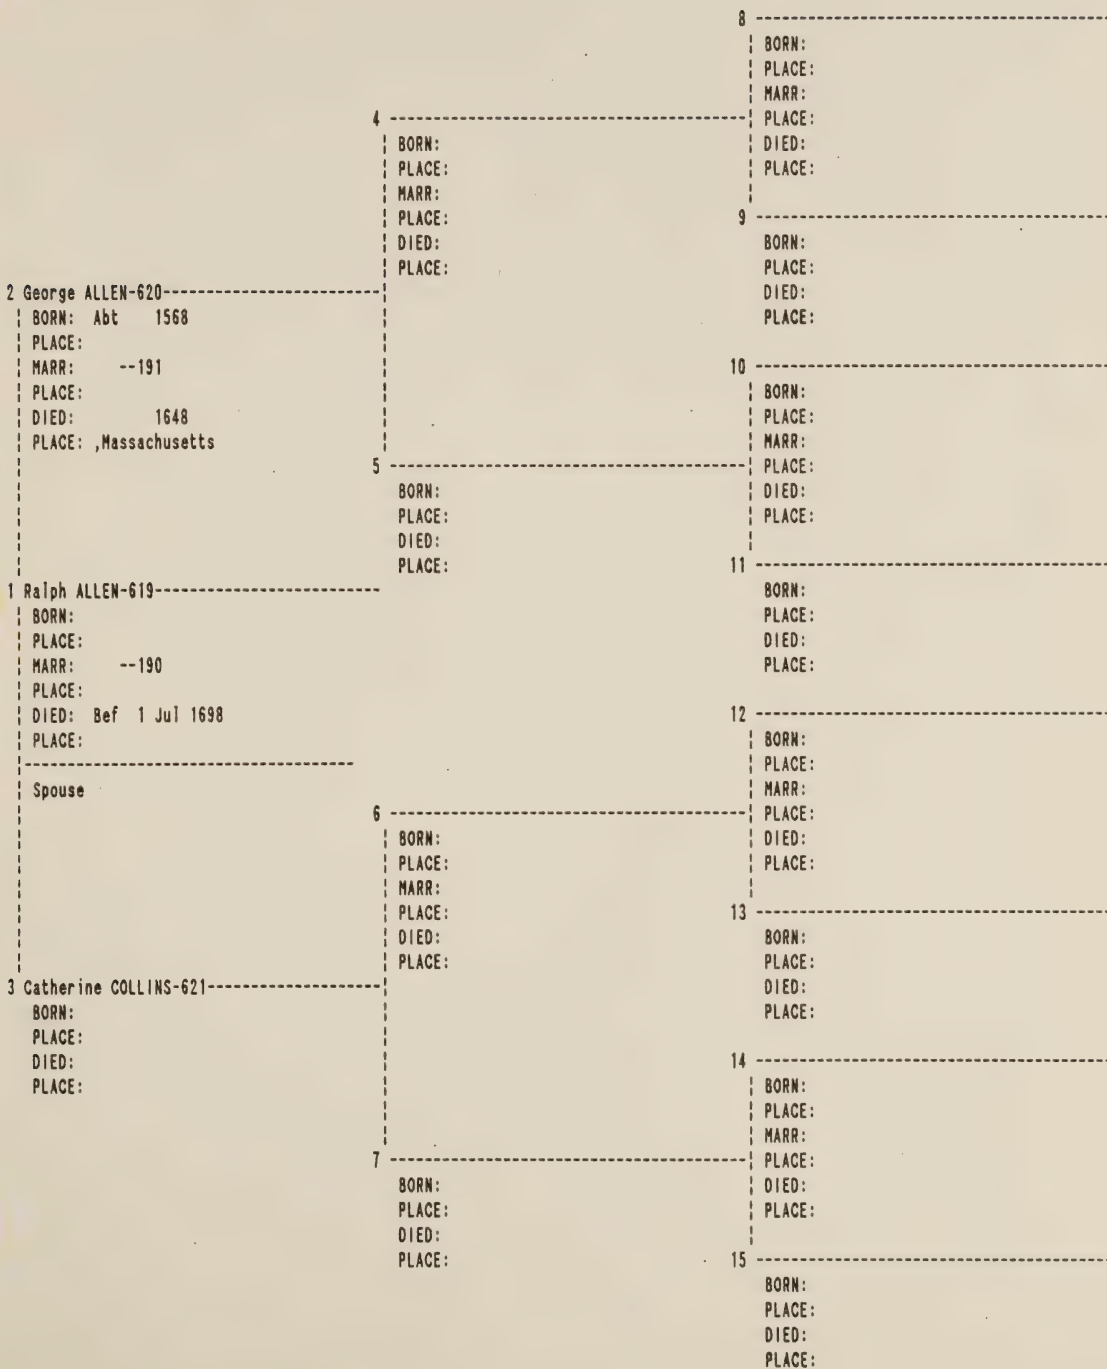 8
BORN:
PLACE:
MARR:
PLACE:
DIED:
PLACE:
4
BORN:
PLACE:
MARR:
PLACE:
DIED:
PLACE:
9
BORN:
PLACE:
DIED:
PLACE:
2 George ALLEN-620
BORN: Abt 1568
PLACE:
MARR: --191
PLACE:
DIED: 1648
PLACE: ,Massachusetts
10
BORN:
PLACE:
MARR:
PLACE:
DIED:
PLACE:
5
BORN:
PLACE:
DIED:
PLACE:
11
BORN:
PLACE:
DIED:
PLACE:
1 Ralph ALLEN-619
BORN:
PLACE:
MARR: --190
PLACE:
DIED: Bef 1 Jul 1698
PLACE:
Spouse
12
BORN:
PLACE:
MARR:
PLACE:
DIED:
PLACE:
6
BORN:
PLACE:
MARR:
PLACE:
DIED:
PLACE:
13
BORN:
PLACE:
DIED:
PLACE:
3 Catherine COLLINS-621
BORN:
PLACE:
DIED:
PLACE:
14
BORN:
PLACE:
MARR:
PLACE:
DIED:
PLACE:
7
BORN:
PLACE:
DIED:
PLACE:
15
BORN:
PLACE:
DIED:
PLACE: